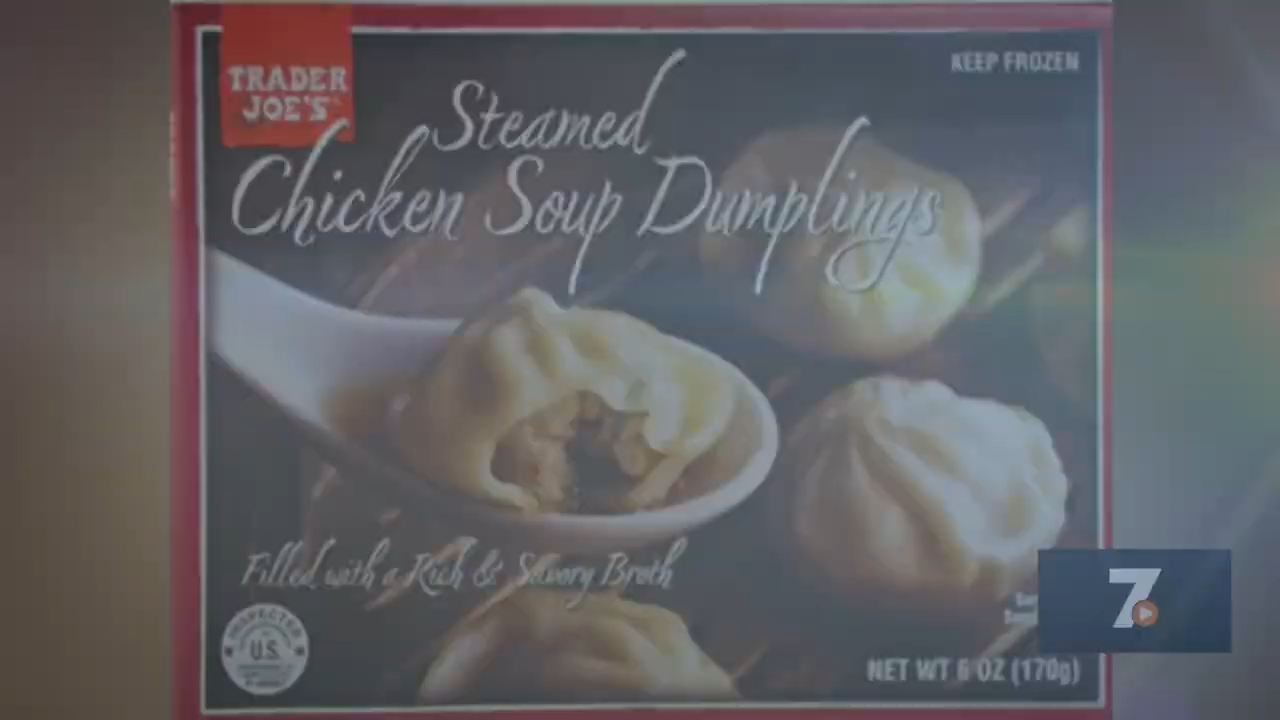 TRADER
JOE'S
KEEP FROZEN
Steamed
Chicken Soup Dumplings
Filled with a Rich & Savory Broth
INSPECTED
U.S.
NET WT 6 OZ (170g)
7